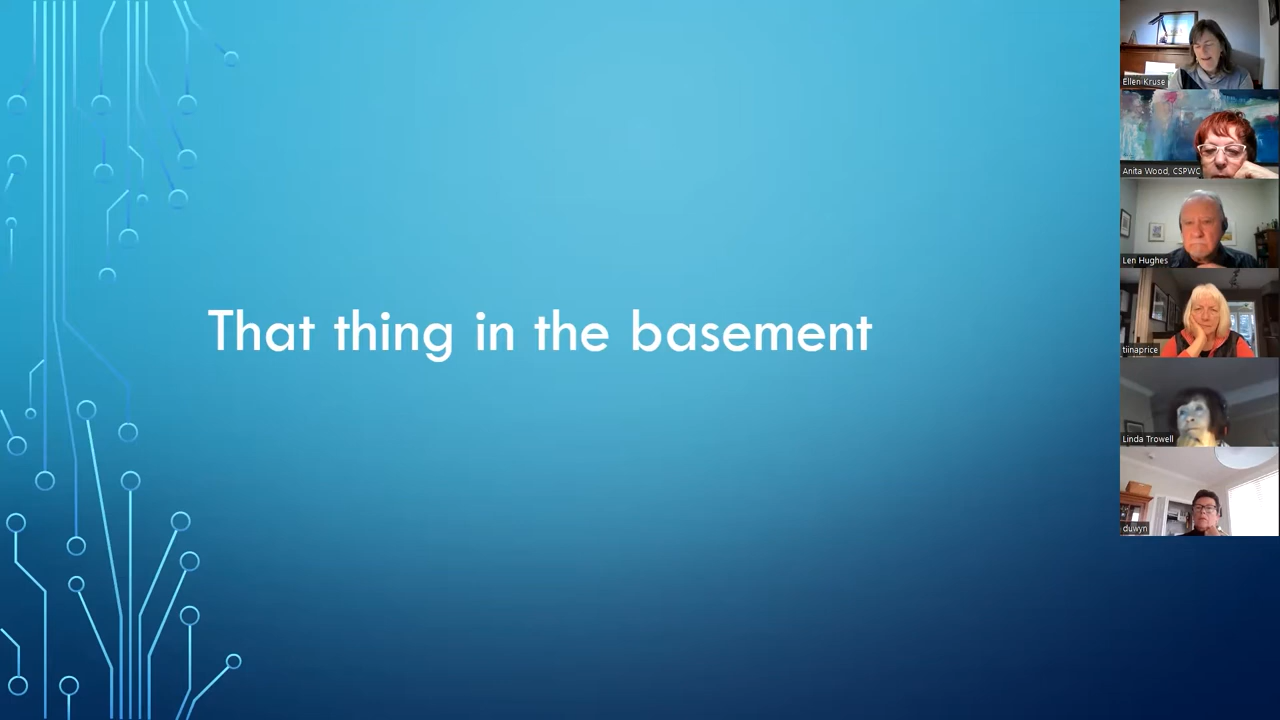 That thing in the basement
Ellen Kruse
Anita Wood, CSPWC
Len Hughes
tiinaprice
Linda Trowell
duwyn